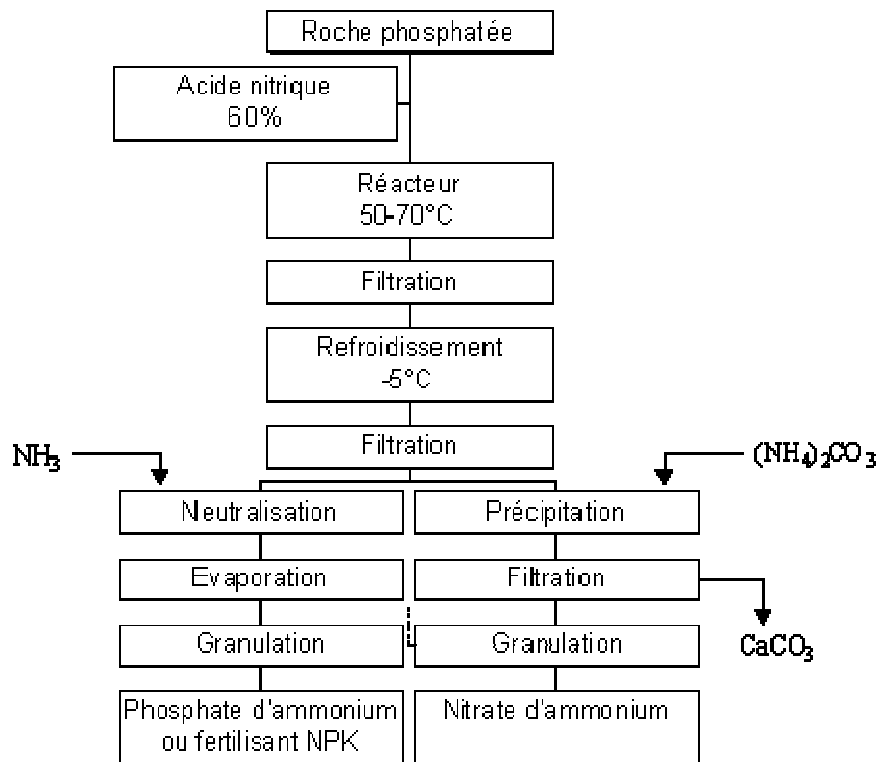 Roche phosphatée
Acide nitrique
60%
Réacteur
50-70°C
Filtration
Refroidissement
-5°C
Filtration
NH₃
(NH₄)₂CO₃
Neutralisation
Précipitation
Evaporation
Filtration
Granulation
Granulation
CaCO₃
Phosphate d'ammonium
ou fertilisant NPK
Nitrate d'ammonium